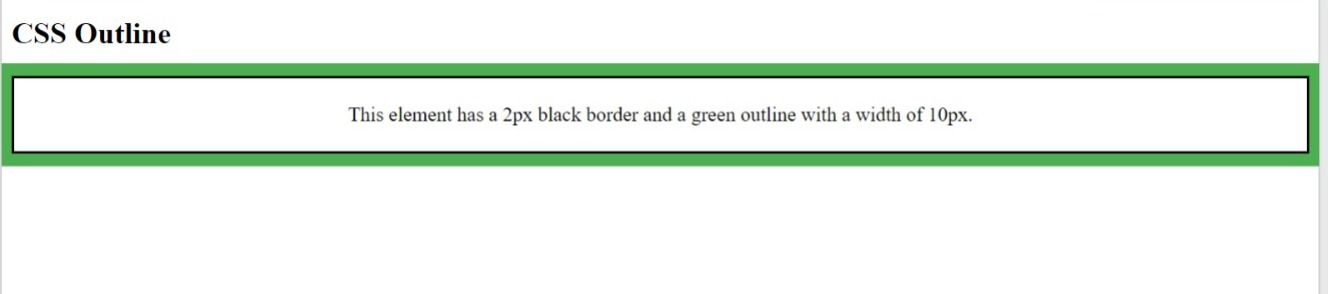 CSS Outline
This element has a 2px black border and a green outline with a width of 10px.